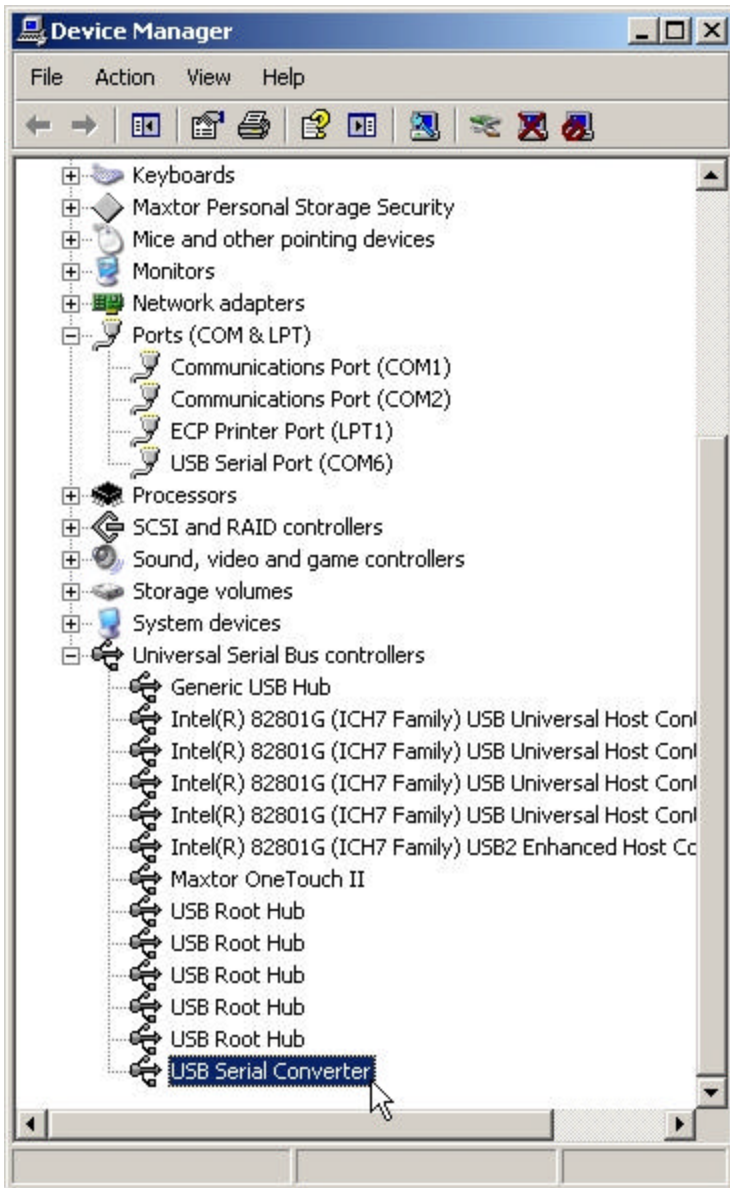 Device Manager
File Action View Help
Keyboards
Maxtor Personal Storage Security
Mice and other pointing devices
Monitors
Network adapters
Ports (COM & LPT)
Communications Port (COM1)
Communications Port (COM2)
ECP Printer Port (LPT1)
USB Serial Port (COM6)
Processors
SCSI and RAID controllers
Sound, video and game controllers
Storage volumes
System devices
Universal Serial Bus controllers
Generic USB Hub
Intel(R) 82801G (ICH7 Family) USB Universal Host
Intel(R) 82801G (ICH7 Family) USB Universal Host
Intel(R) 82801G (ICH7 Family) USB Universal Host
Intel(R) 82801G (ICH7 Family) USB Universal Host
Intel(R) 82801G (ICH7 Family) USB2 Enhanced Host
Maxtor OneTouch II
USB Root Hub
USB Root Hub
USB Root Hub
USB Root Hub
USB Root Hub
USB Serial Converter